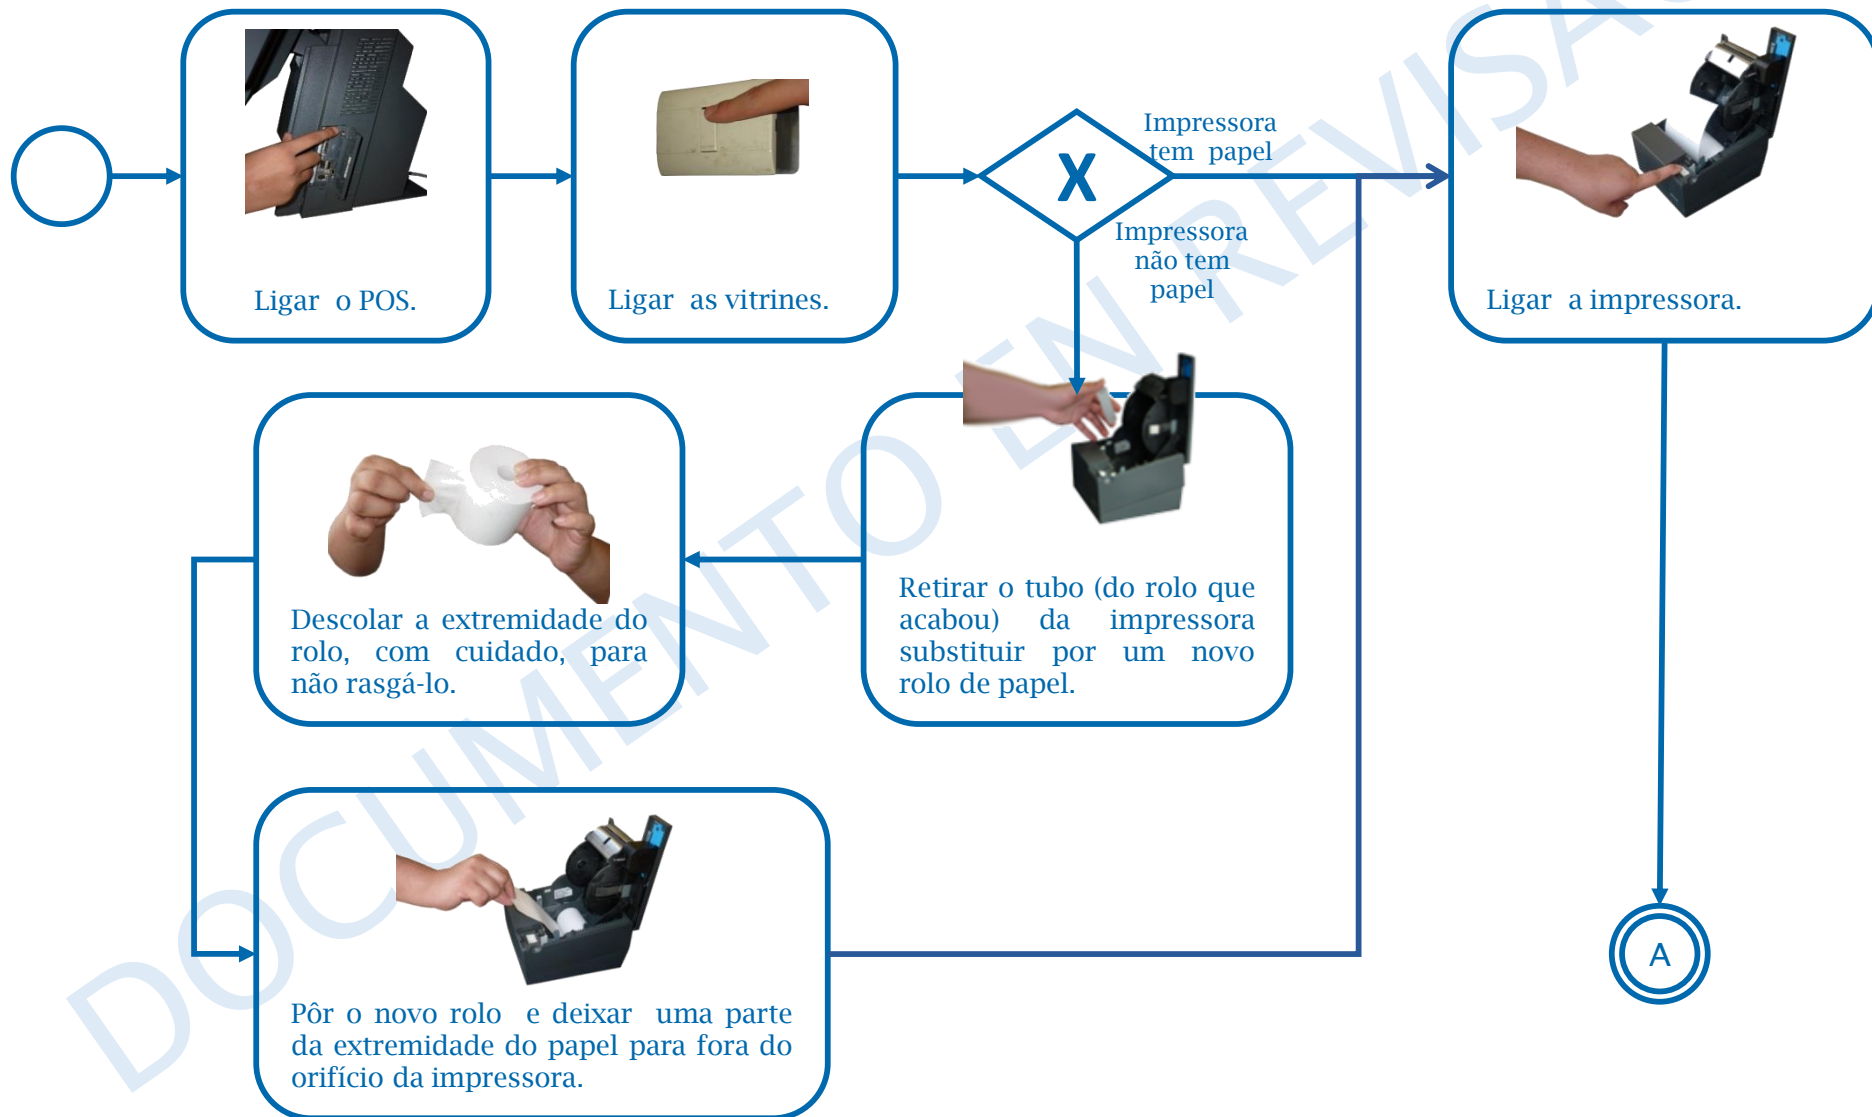 Ligar o POS.
Ligar as vitrines.
X
Impressora
tem papel
Impressora
não tem
papel
Ligar a impressora.
Retirar o tubo (do rolo que
acabou) da impressora
substituir por um novo
rolo de papel.
Descolar a extremidade do
rolo, com cuidado, para
não rasgá-lo.
Pôr o novo rolo e deixar uma parte
da extremidade do papel para fora do
orifício da impressora.
A
DOCUMENTO EN REVISA